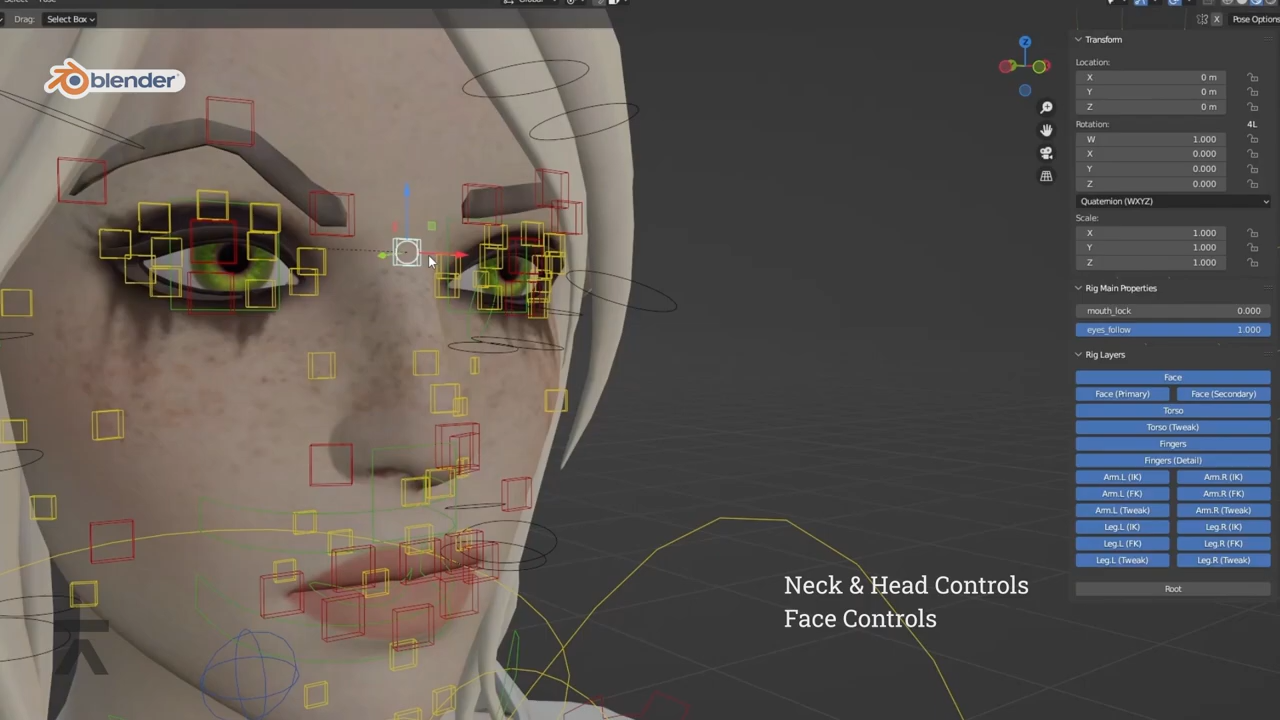 Global
Drag:
Select Box
X
Pose Options
blender
Z
Transform
Location:
X 0 m
Y 0 m
Z 0 m
Rotation: 4L
W 1.000
X 0.000
Y 0.000
Z 0.000
Quaternion (WXYZ)
Scale:
X 1.000
Y 1.000
Z 1.000
Rig Main Properties
mouth_lock 0.000
eyes_follow 1.000
Rig Layers
Face
Face (Primary) Face (Secondary)
Torso
Torso (Tweak)
Fingers
Fingers (Detail)
Arm.L (IK) Arm.R (IK)
Arm.L (FK) Arm.R (FK)
Arm.L (Tweak) Arm.R (Tweak)
Leg.L (IK) Leg.R (IK)
Leg.L (FK) Leg.R (FK)
Leg.L (Tweak) Leg.R (Tweak)
Root
Neck & Head Controls
Face Controls